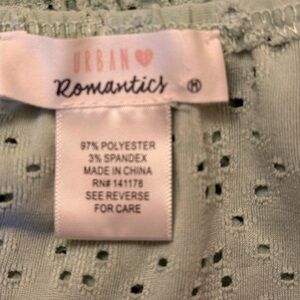 URBAN
Romantics M
97% POLYESTER
3% SPANDEX
MADE IN CHINA
RN# 141178
SEE REVERSE
FOR CARE